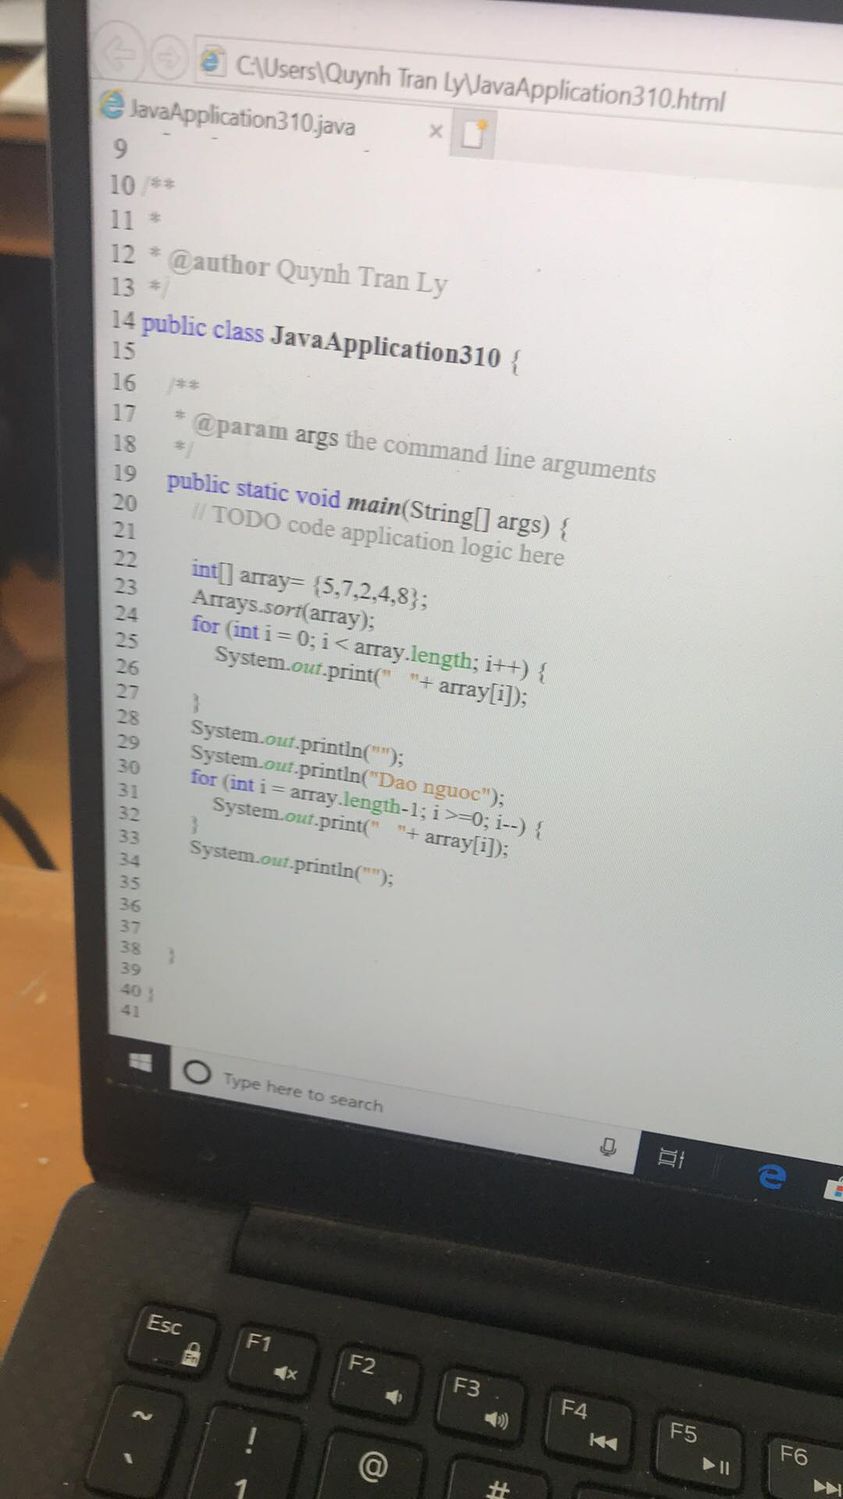 C:\Users\Quynh Tran Ly\JavaApplication310.html
JavaApplication310.java
9
10 /**
11 *
12 * @author Quynh Tran Ly
13 */
14 public class JavaApplication310 {
15
16 /**
17 * @param args the command line arguments
18 */
19 public static void main(String[] args) {
20 // TODO code application logic here
21
22 int[] array= {5,7,2,4,8};
23 Arrays.sort(array);
24 for (int i = 0; i < array.length; i++) {
25 System.out.print("   "+ array[i]);
26
27 }
28 System.out.println("");
29 System.out.println("Dao nguoc");
30 for (int i = array.length-1; i >=0; i--) {
31 System.out.print("   "+ array[i]);
32 }
33 System.out.println("");
34
35
36
37
38 }
39
40 }
41
Type here to search
Esc
F1
F2
F3
F4
F5
F6
~
`
!
1
@
#